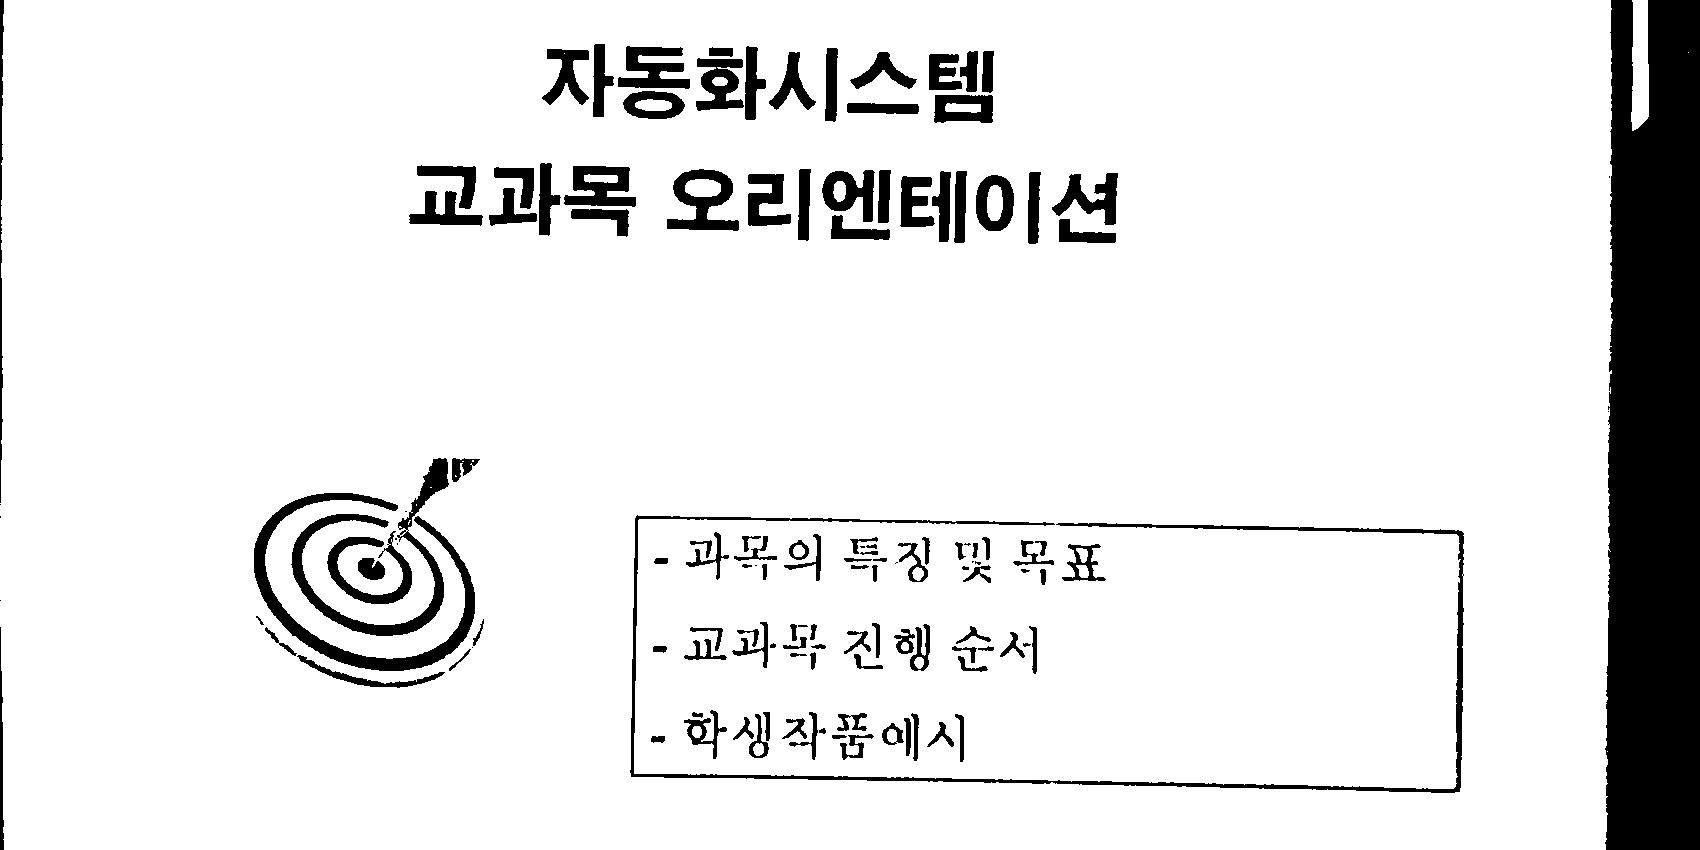 자동화시스템
교과목 오리엔테이션
- 과목의 특징 및 목표
- 교과목 진행 순서
- 학생작품예시